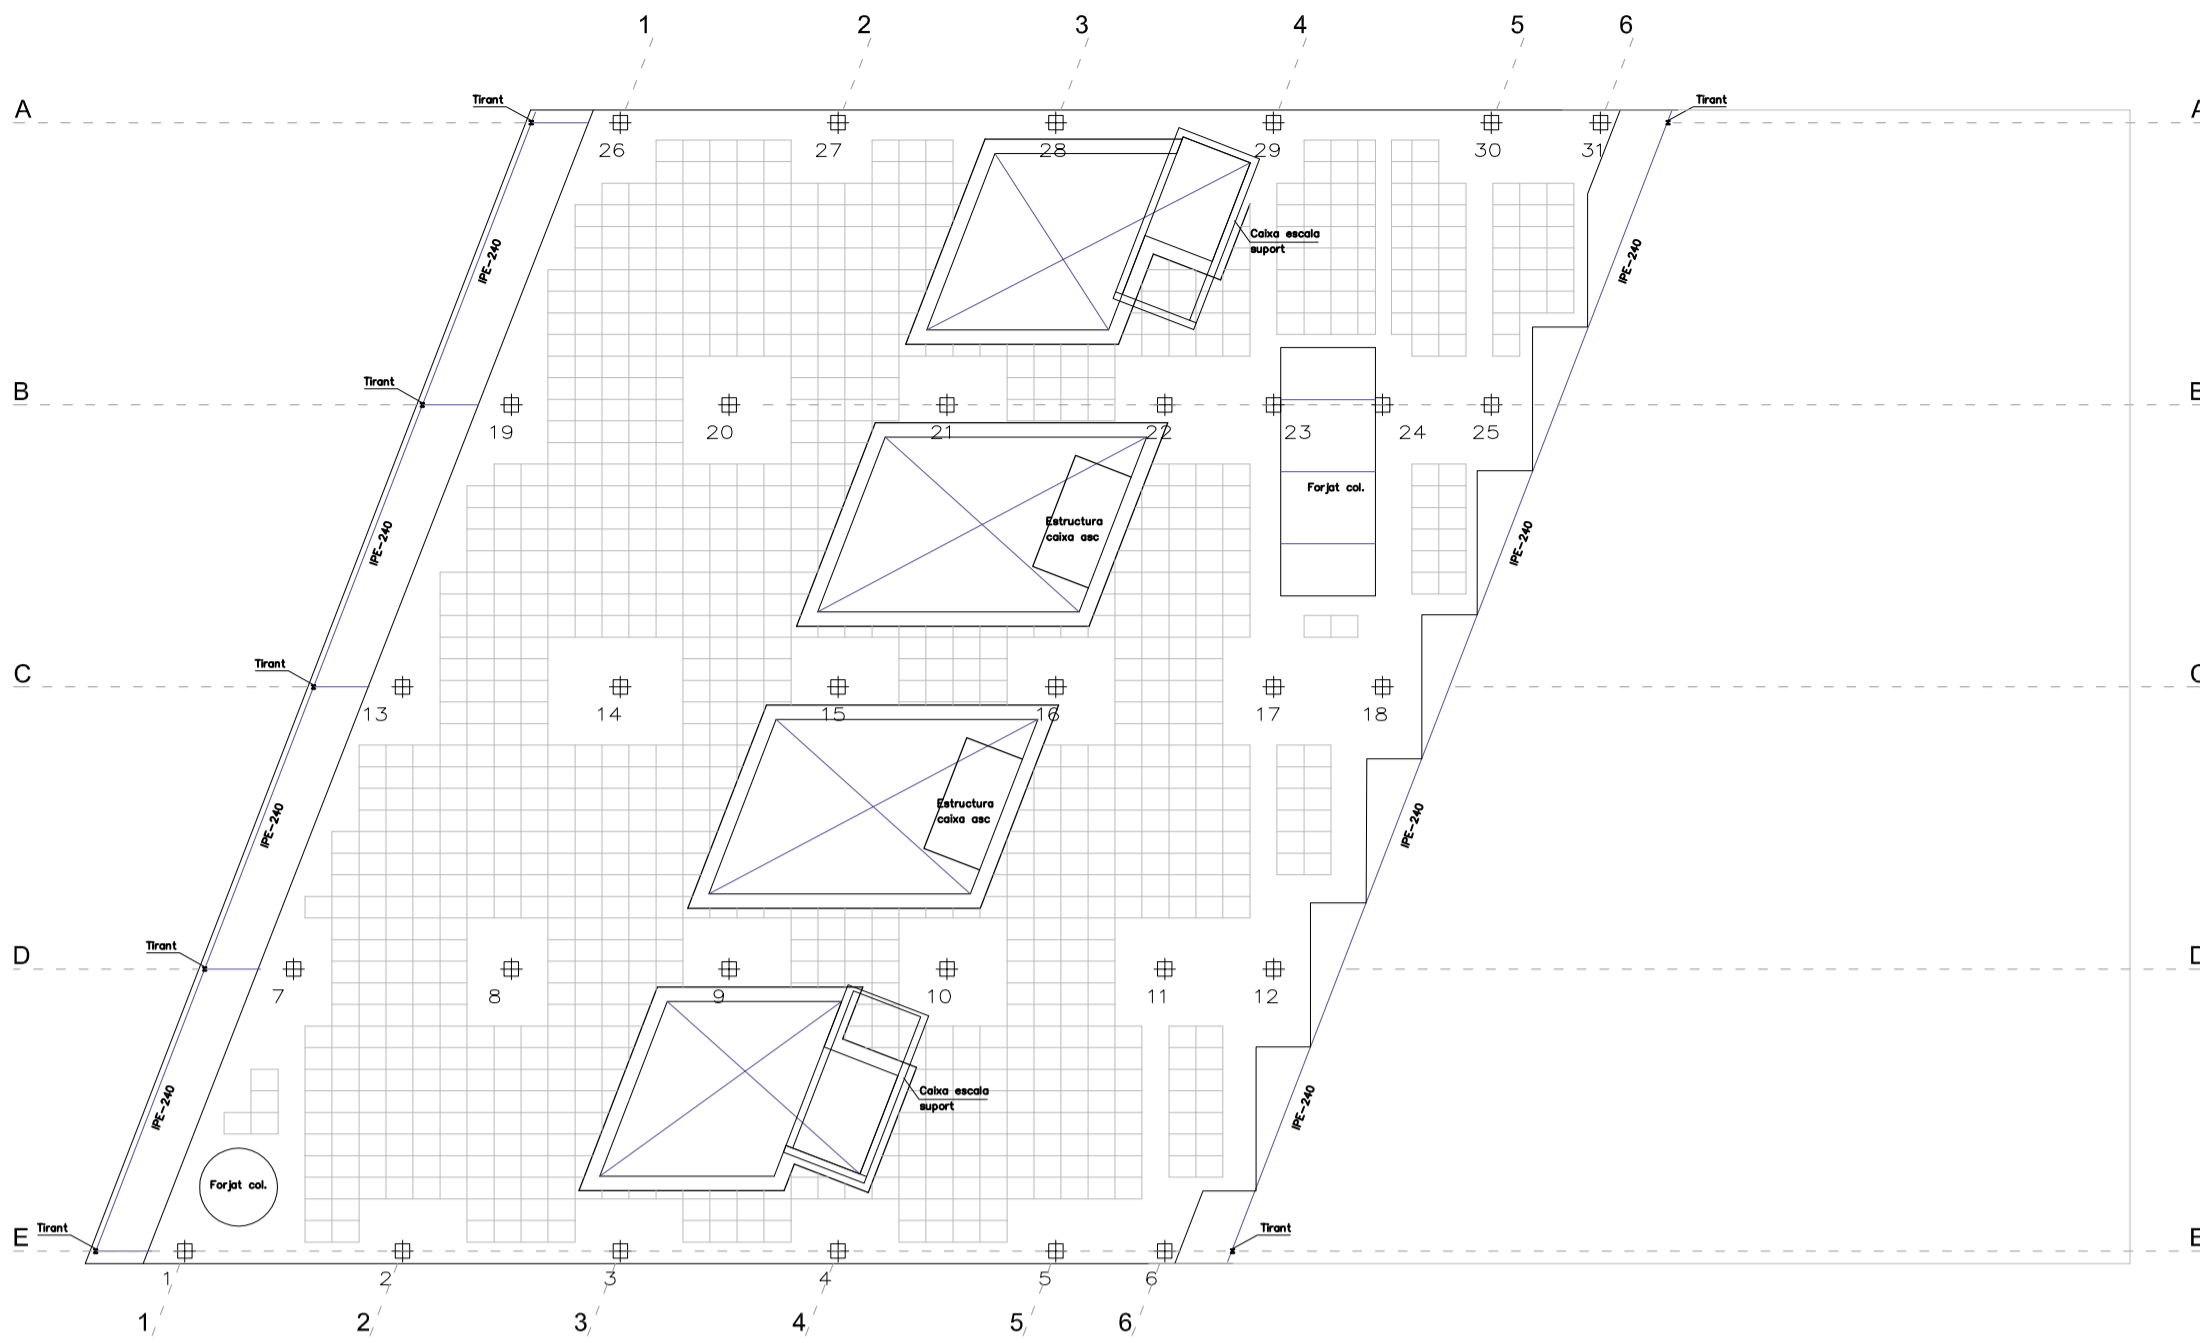 1 2 3 4 5 6
Tirant
Tirant
A A
26 27 28 29 30 31
Caixa escala
suport
IPE-240
IPE-240
Tirant
B B
19 20 21 22 23 24 25
Forjat col.
Estructura
caixa asc
IPE-240
IPE-240
Tirant
C C
13 14 15 16 17 18
Estructura
caixa asc
IPE-240
IPE-240
Tirant
D D
7 8 9 10 11 12
Caixa escala
suport
IPE-240
IPE-240
Forjat col.
Tirant
Tirant
E E
1 2 3 4 5 6
1 2 3 4 5 6